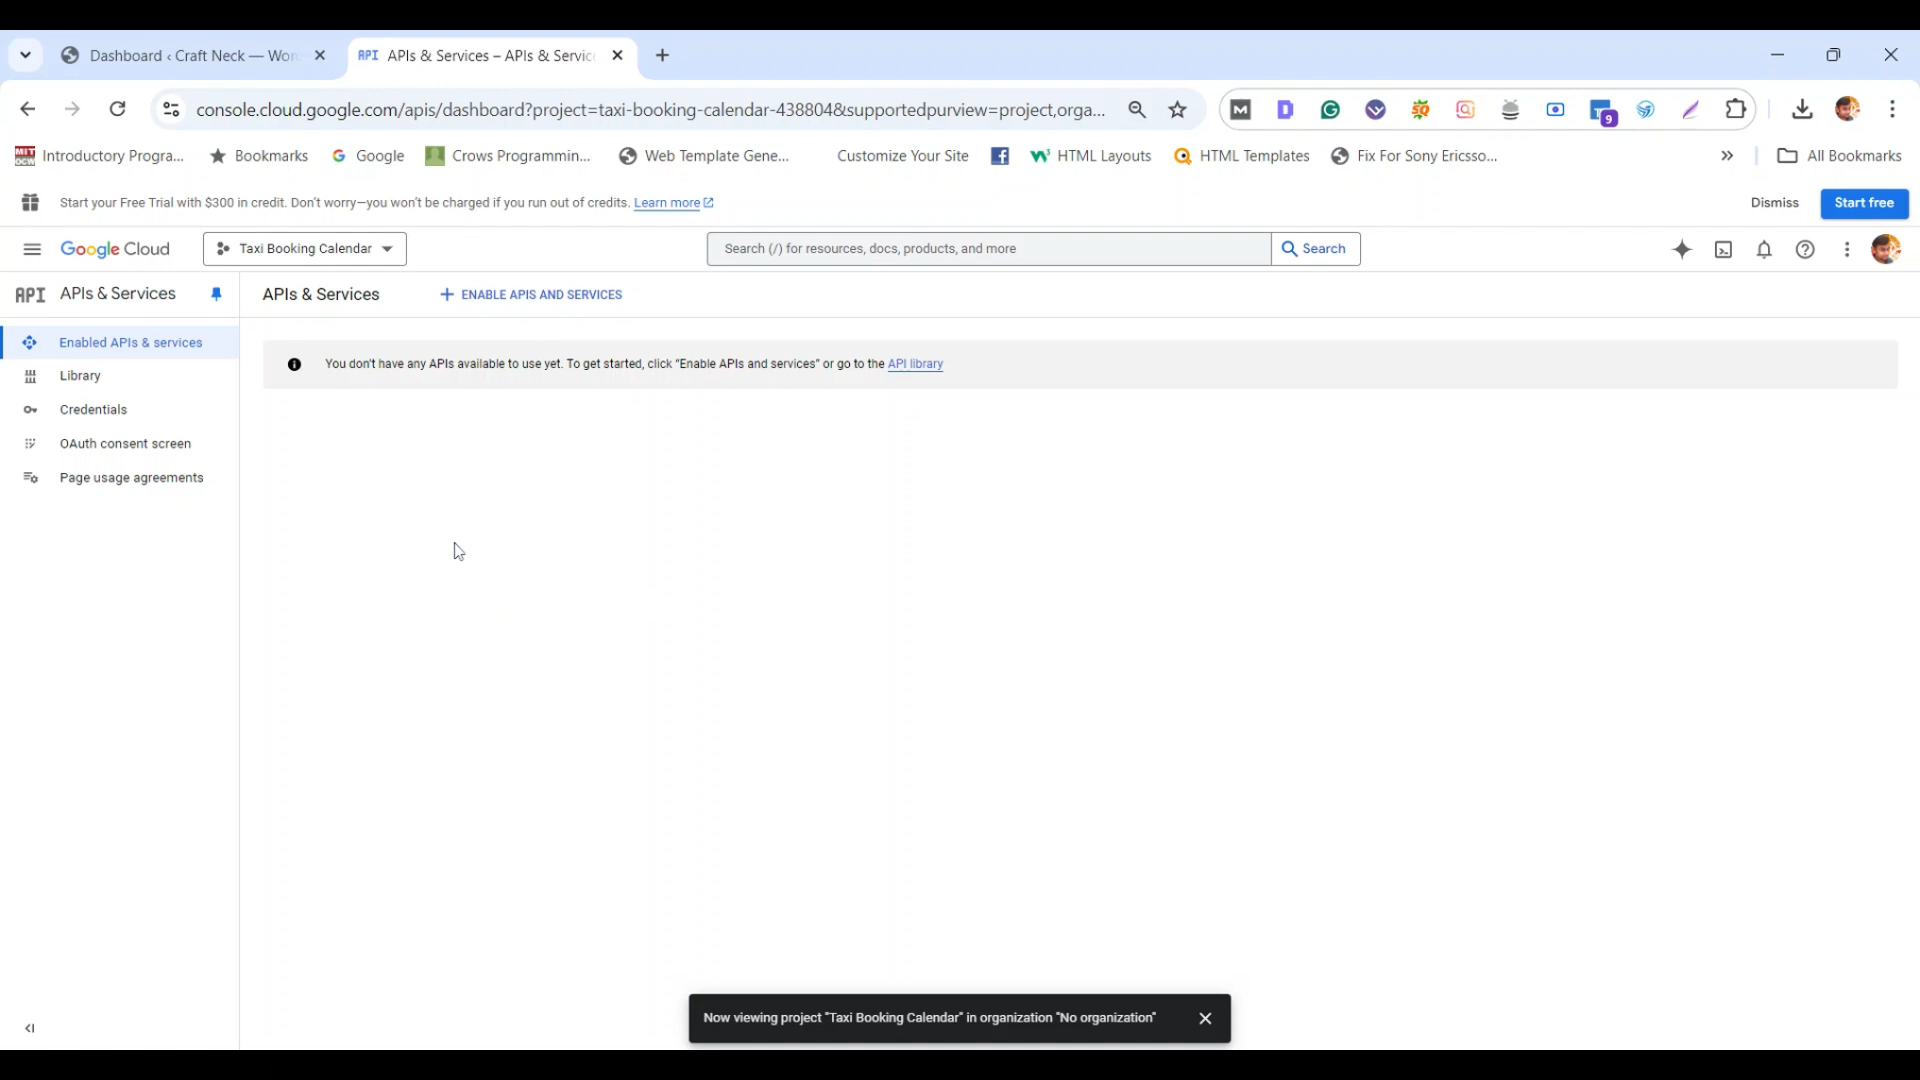 Dashboard ‹ Craft Neck — Wor
API APIs & Services – APIs & Servic
console.cloud.google.com/apis/dashboard?project=taxi-booking-calendar-438804&supportedpurview=project,orga...
9
MIT OCW Introductory Progra...
Bookmarks
Google
Crows Programmin...
Web Template Gene...
Customize Your Site
HTML Layouts
HTML Templates
Fix For Sony Ericsso...
All Bookmarks
Start your Free Trial with $300 in credit. Don't worry—you won't be charged if you run out of credits. Learn more
Dismiss
Start free
Google Cloud
Taxi Booking Calendar
Search (/) for resources, docs, products, and more
Search
API APIs & Services
APIs & Services
ENABLE APIS AND SERVICES
Enabled APIs & services
You don't have any APIs available to use yet. To get started, click "Enable APIs and services" or go to the API library
Library
Credentials
OAuth consent screen
Page usage agreements
Now viewing project "Taxi Booking Calendar" in organization "No organization"